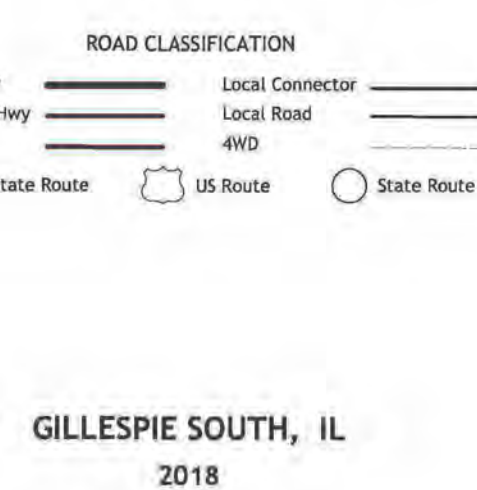 ROAD CLASSIFICATION
Local Connector
Hwy Local Road
4WD
tate Route US Route State Route
GILLESPIE SOUTH, IL
2018